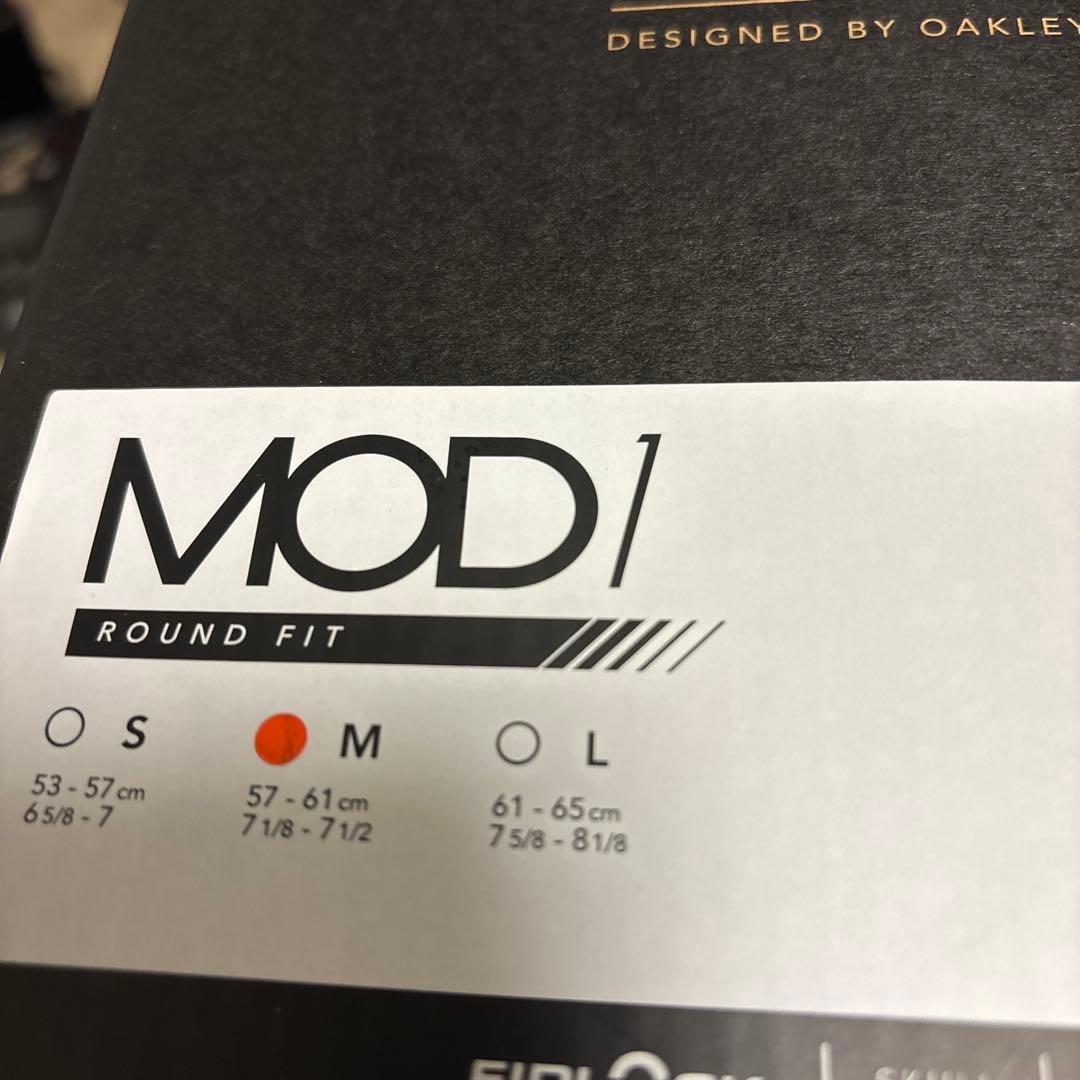 DESIGNED BY OAKLEY
MOD1
ROUND FIT
S M L
53 - 57cm 57 - 61cm 61 - 65cm
6 5/8 - 7 7 1/8 - 7 1/2 7 5/8 - 8 1/8